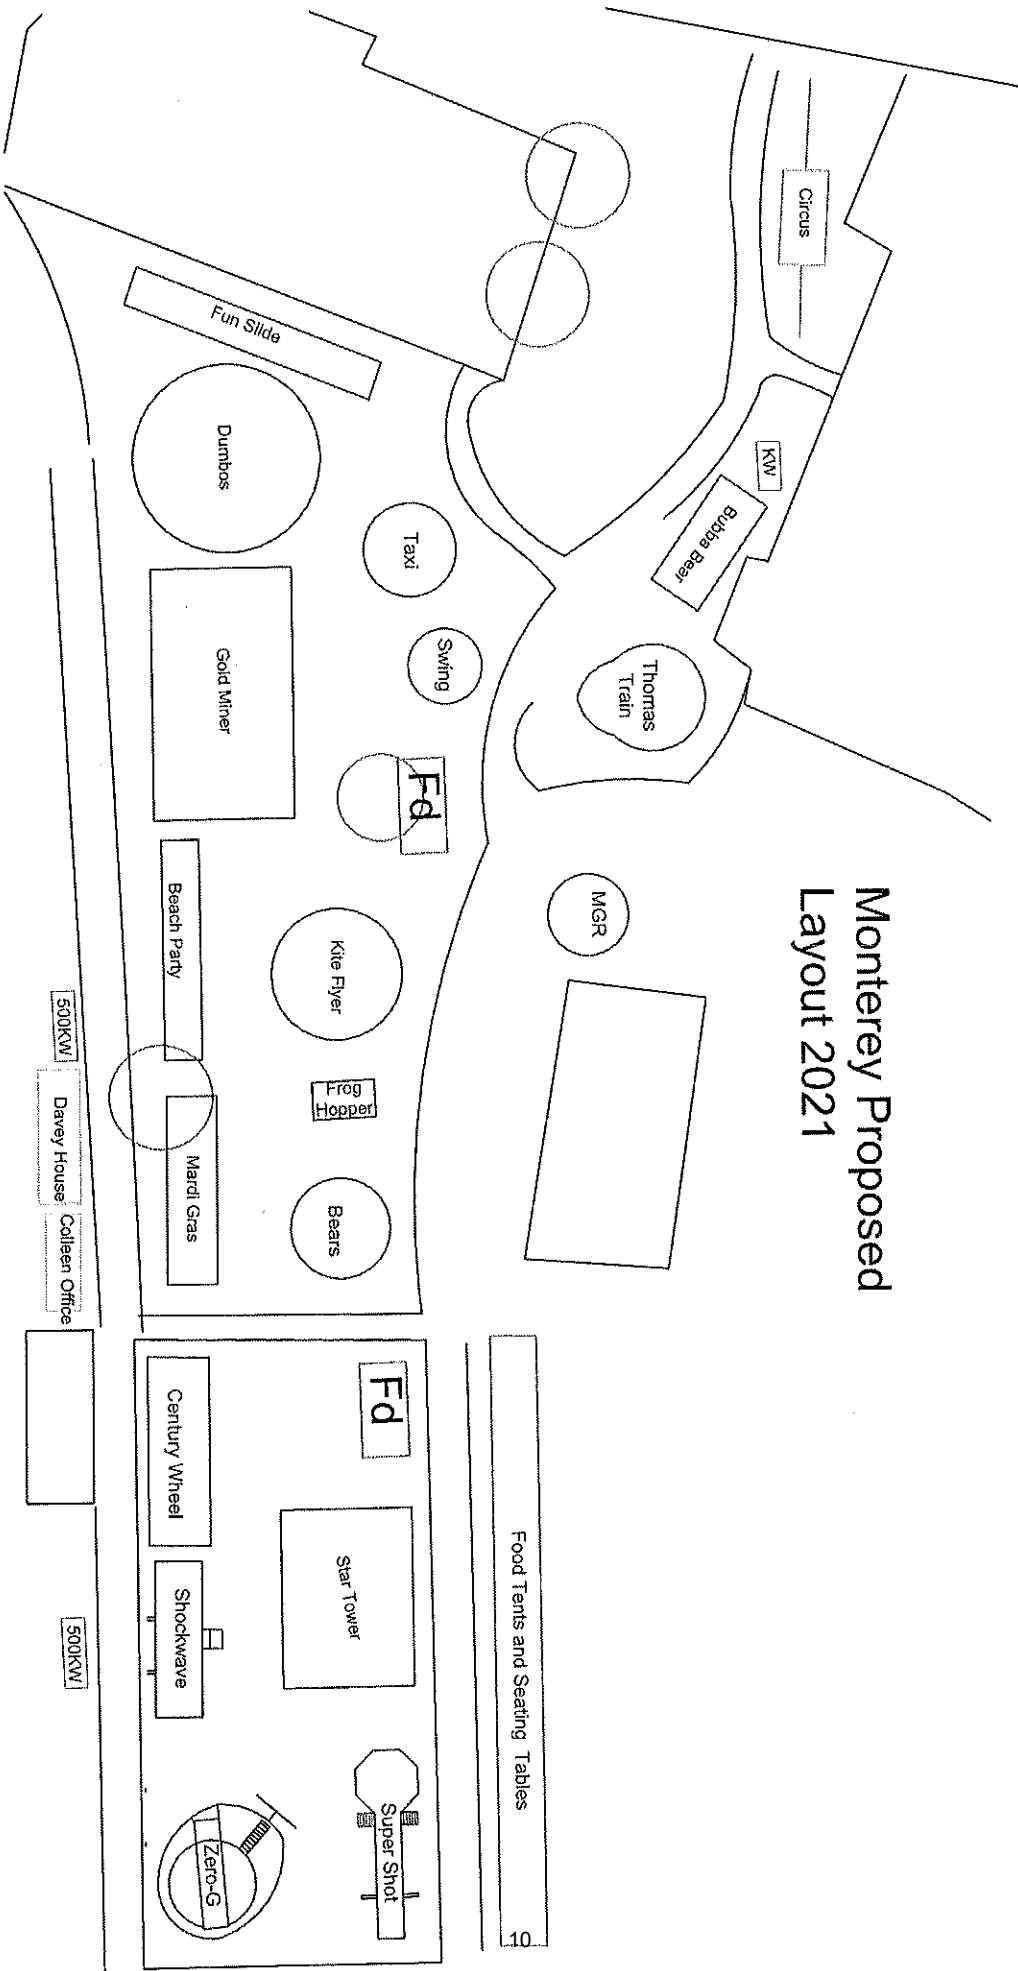 Monterey Proposed
Layout 2021
Circus
KW
Bubba Bear
Thomas
Train
MGR
Fun Slide
Dumbos
Taxi
Swing
Gold Miner
Fd
Beach Party
Kite Flyer
Frog
Hopper
Mardi Gras
Bears
500KW
Davey House
Colleen Office
Fd
Century Wheel
Star Tower
Shockwave
500KW
Food Tents and Seating Tables
Super Shot
Zero-G
10